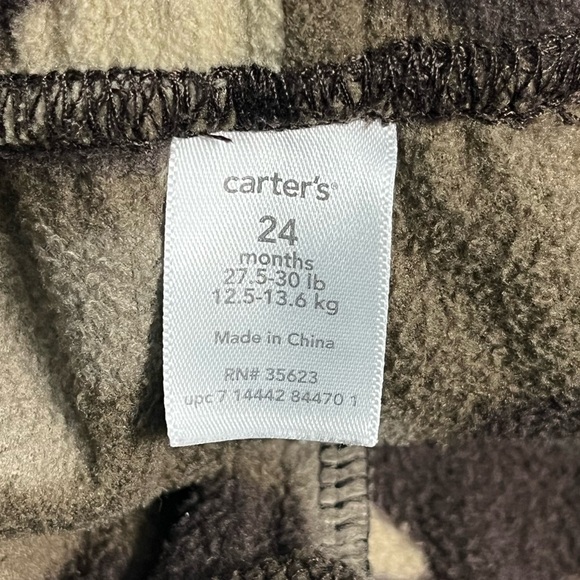 carter's®
24
months
27.5-30 lb
12.5-13.6 kg
Made in China
RN# 35623
upc 7 14442 84470 1